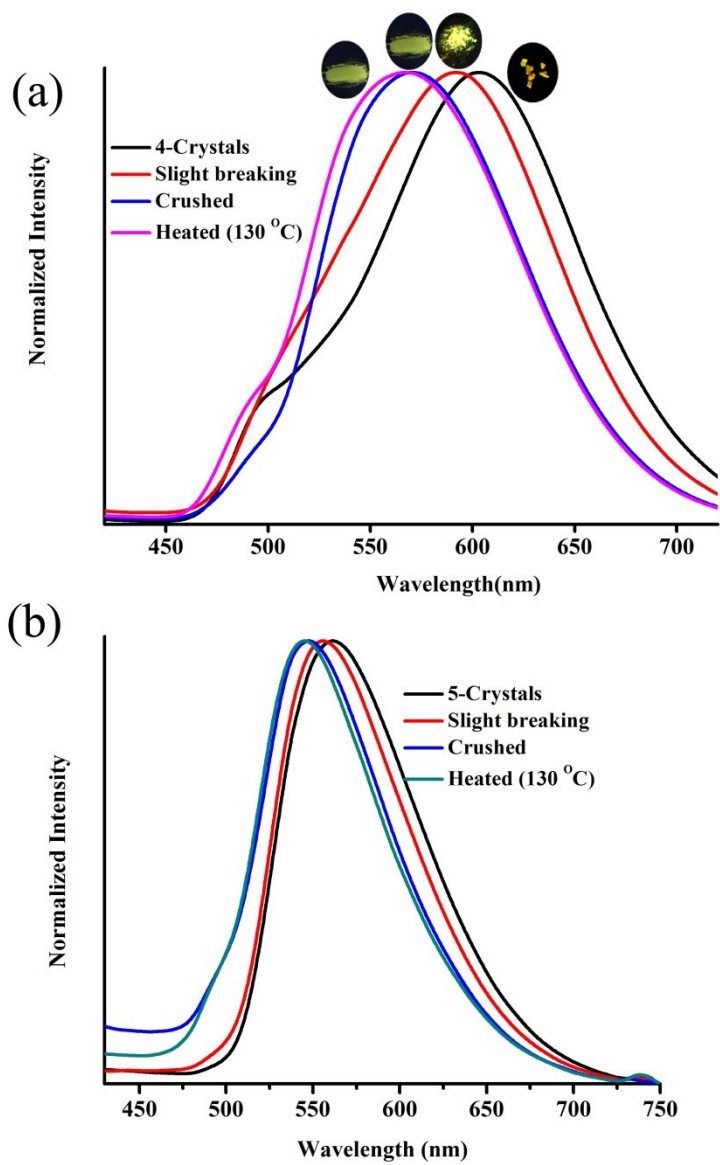 (a)
4-Crystals
Slight breaking
Crushed
Heated (130 °C)
Normalized Intensity
450 500 550 600 650 700
Wavelength(nm)
(b)
5-Crystals
Slight breaking
Crushed
Heated (130 °C)
Normalized Intensity
450 500 550 600 650 700 750
Wavelength (nm)